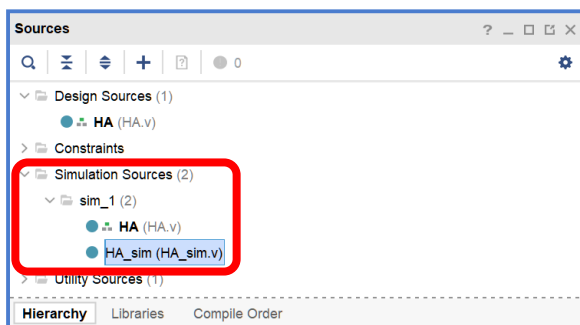 Sources
? _
0
Design Sources (1)
HA (HA.v)
Constraints
Simulation Sources (2)
sim_1 (2)
HA (HA.v)
HA_sim (HA_sim.v)
Utility Sources (1)
Hierarchy Libraries Compile Order